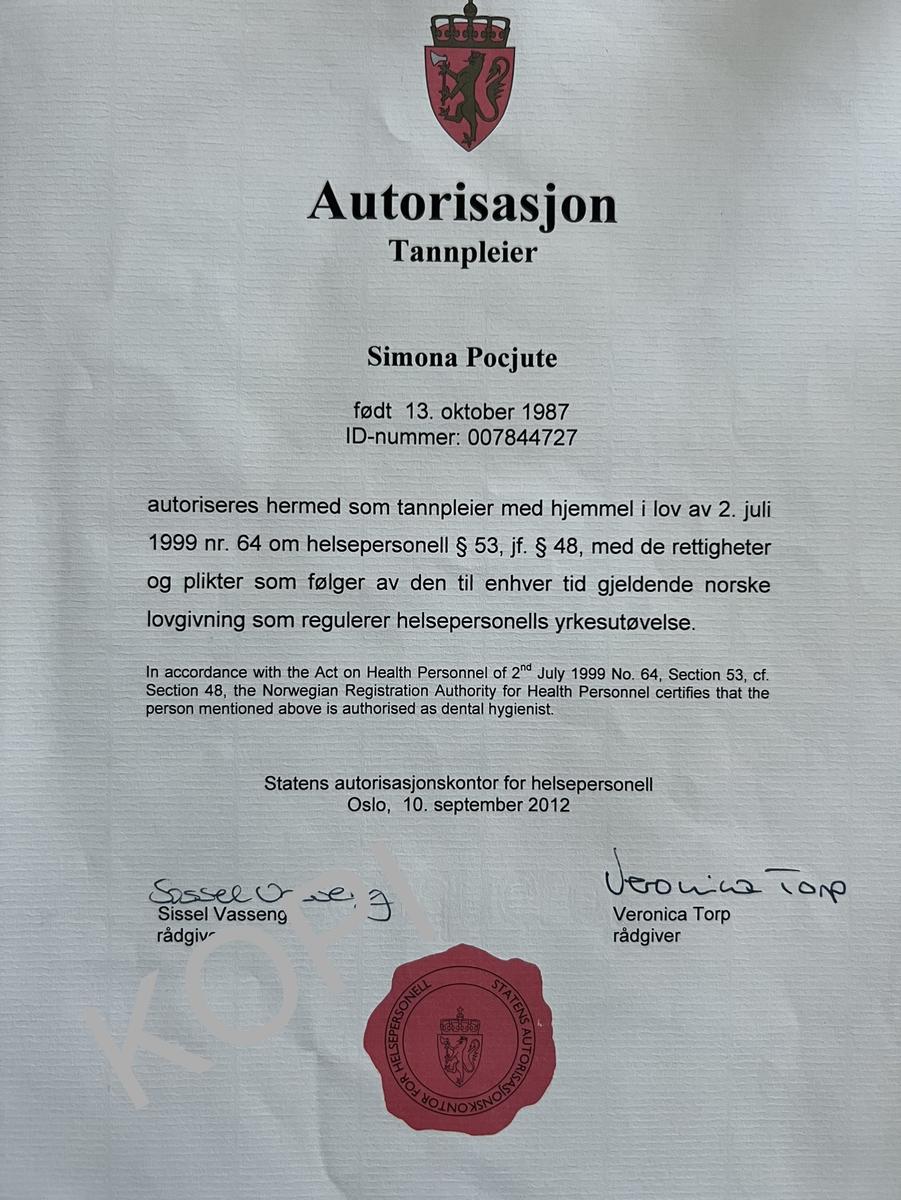 Autorisasjon
Tannpleier
Simona Pocjute
født 13. oktober 1987
ID-nummer: 007844727
autoriseres hermed som tannpleier med hjemmel i lov av 2. juli
1999 nr. 64 om helsepersonell § 53, jf. § 48, med de rettigheter
og plikter som følger av den til enhver tid gjeldende norske
lovgivning som regulerer helsepersonells yrkesutøvelse.
In accordance with the Act on Health Personnel of 2nd July 1999 No. 64, Section 53, cf.
Section 48, the Norwegian Registration Authority for Health Personnel certifies that the
person mentioned above is authorised as dental hygienist.
Statens autorisasjonskontor for helsepersonell
Oslo, 10. september 2012
Sissel Vasseng
Veronica Torp
Sissel Vasseng
Veronica Torp
rådgiv
rådgiver
KOPI
STATENS AUTORISASJONSKONTOR FOR HELSEPERSONELL